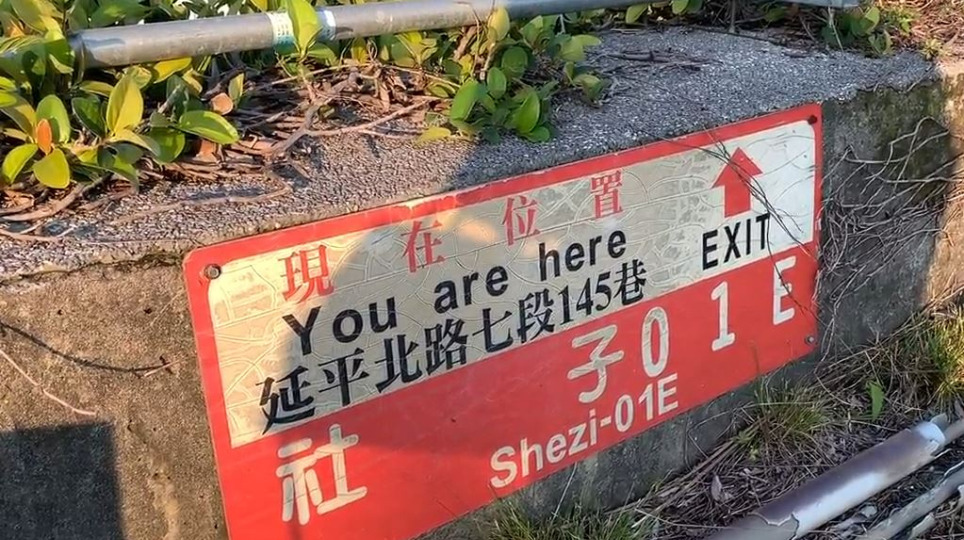 現在位置
You are here
EXIT
延平北路七段145巷
社子01E
Shezi-01E